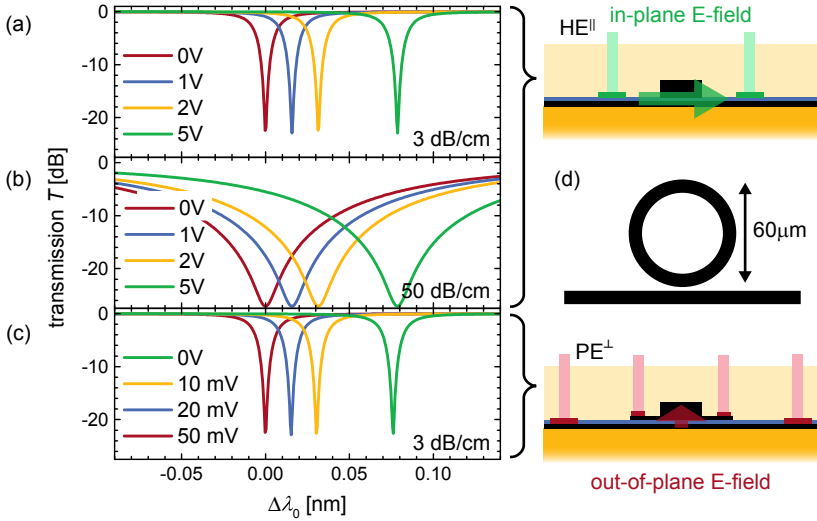 (a)
0
-10
-20
0V
1V
2V
5V
3 dB/cm
HE∥
in-plane E-field
(b)
transmission T [dB]
0
-10
-20
0V
1V
2V
5V
50 dB/cm
(d)
60μm
(c)
0
-10
-20
0V
10 mV
20 mV
50 mV
3 dB/cm
PE⊥
out-of-plane E-field
-0.05 0.00 0.05 0.10
Δλ₀ [nm]